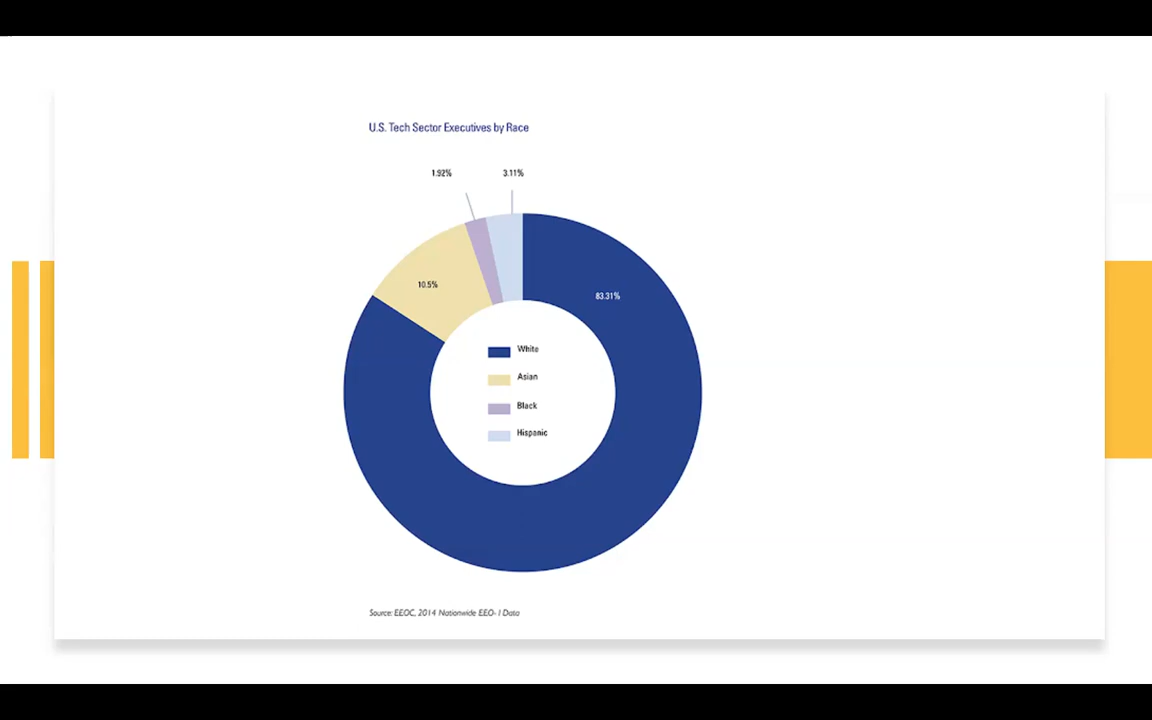 U.S. Tech Sector Executives by Race
1.92%
3.11%
10.5%
83.31%
White
Asian
Black
Hispanic
Source: EEOC, 2014 Nationwide EEO-1 Data